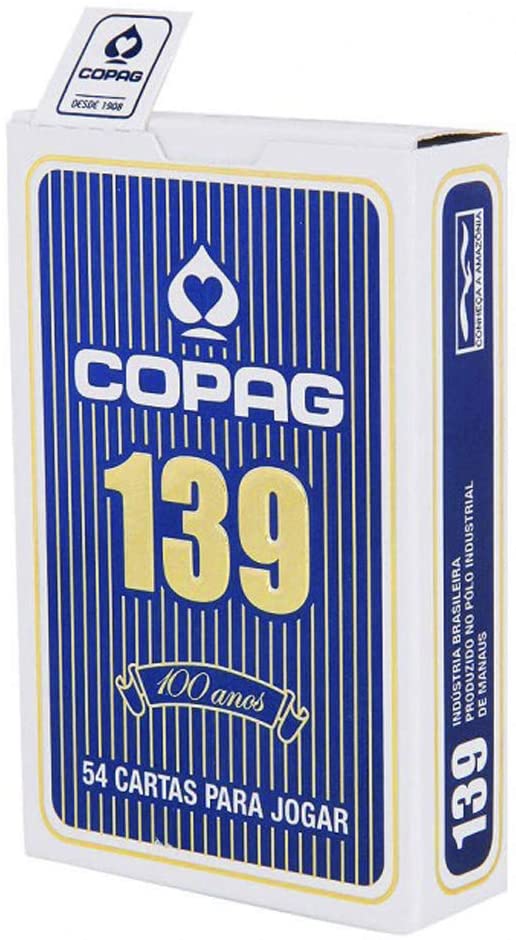 COPAG
DESDE 1908
COPAG
139
100 anos
54 CARTAS PARA JOGAR
CONHEÇA A AMAZÔNIA
139
INDÚSTRIA BRASILEIRA
PRODUZIDO NO PÓLO INDUSTRIAL
DE MANAUS